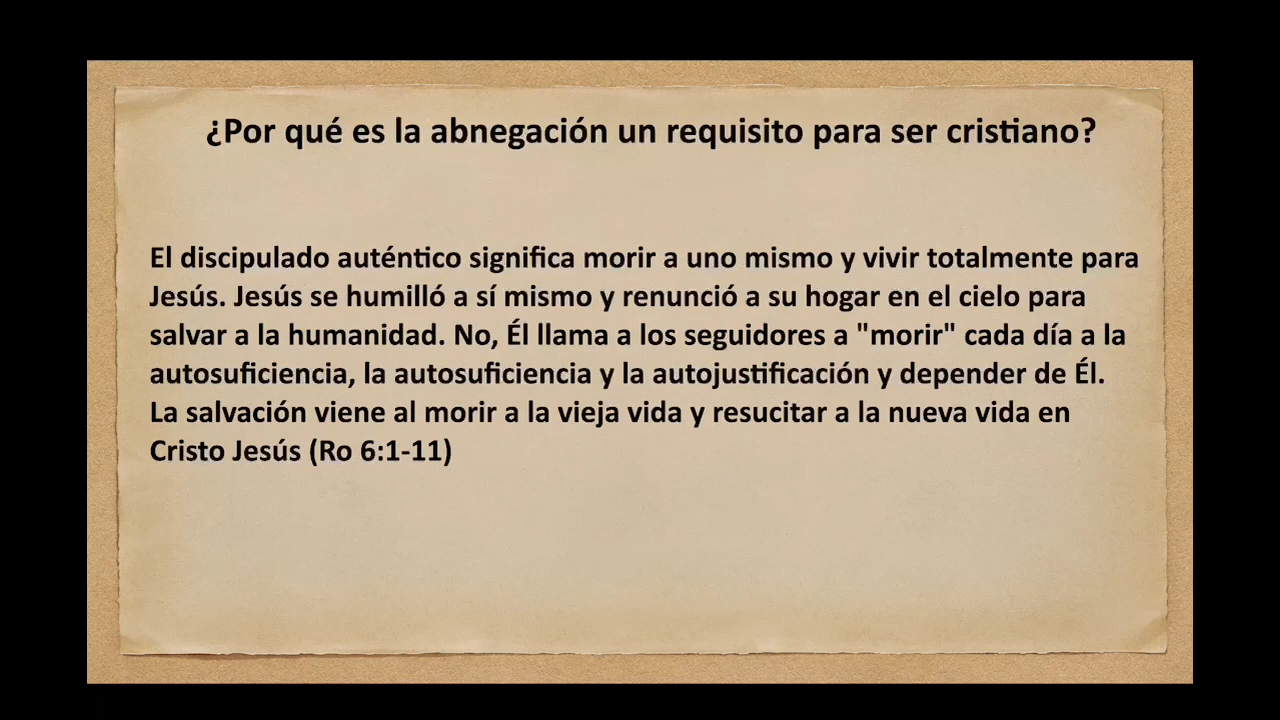 ¿Por qué es la abnegación un requisito para ser cristiano?
El discipulado auténtico significa morir a uno mismo y vivir totalmente para
Jesús. Jesús se humilló a sí mismo y renunció a su hogar en el cielo para
salvar a la humanidad. No, Él llama a los seguidores a "morir" cada día a la
autosuficiencia, la autosuficiencia y la autojustificación y depender de Él.
La salvación viene al morir a la vieja vida y resucitar a la nueva vida en
Cristo Jesús (Ro 6:1-11)